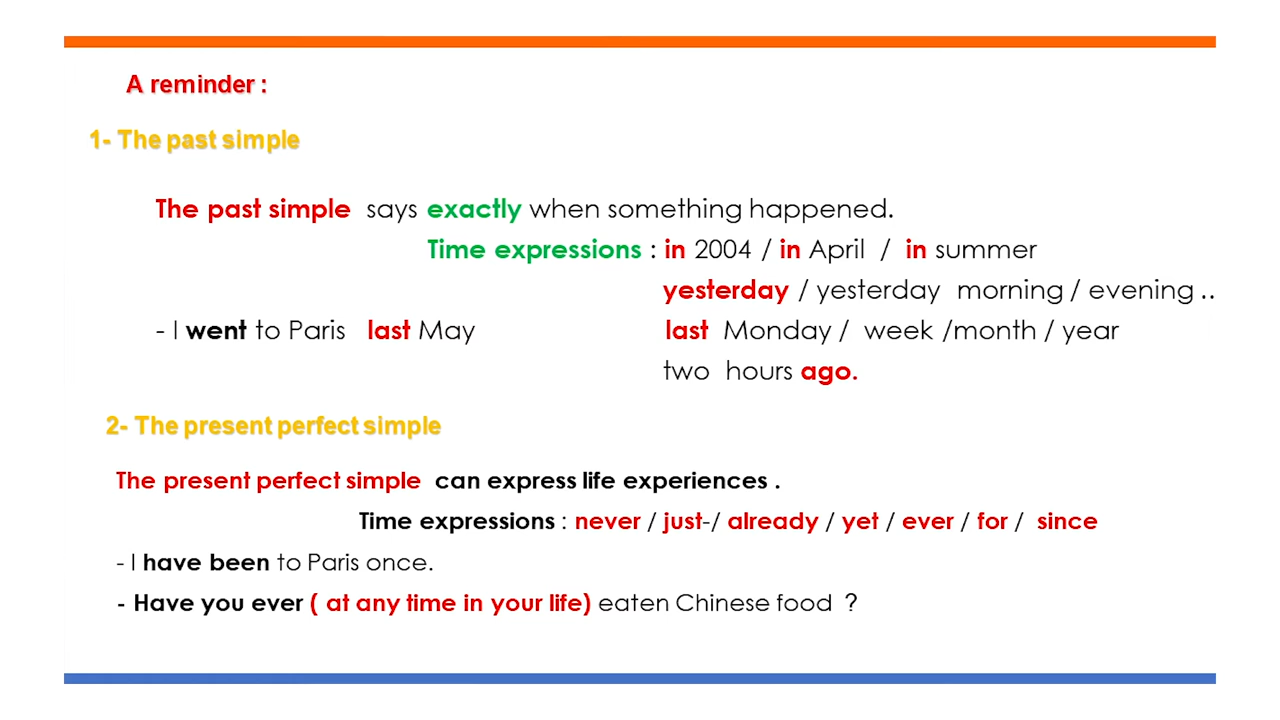 A reminder :
1- The past simple
The past simple says exactly when something happened.
Time expressions : in 2004 / in April / in summer
yesterday / yesterday morning / evening ..
- I went to Paris last May last Monday / week /month / year
two hours ago.
2- The present perfect simple
The present perfect simple can express life experiences .
Time expressions : never / just-/ already / yet / ever / for / since
- I have been to Paris once.
- Have you ever ( at any time in your life) eaten Chinese food ?